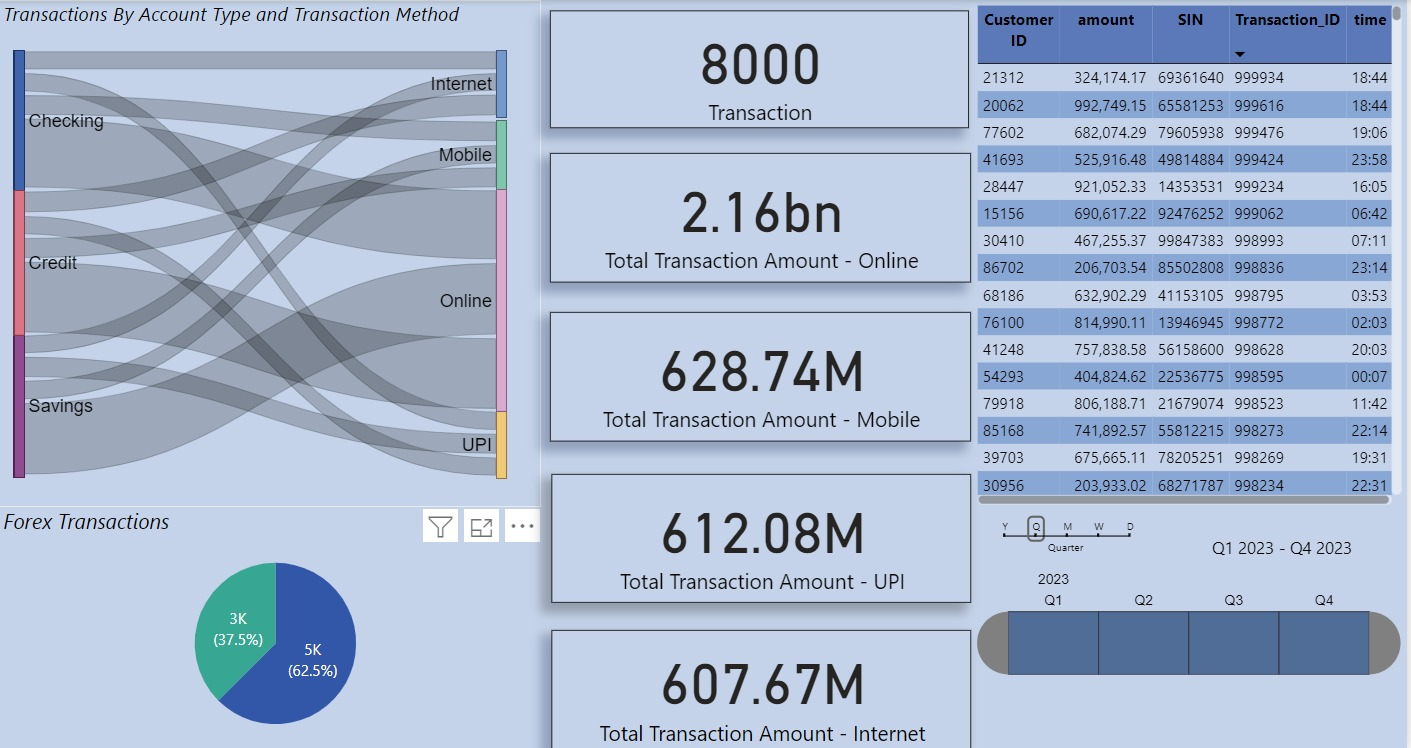 Transactions By Account Type and Transaction Method
Checking
Credit
Savings
Internet
Mobile
Online
UPI
Forex Transactions
3K
(37.5%)
5K
(62.5%)
8000
Transaction
2.16bn
Total Transaction Amount - Online
628.74M
Total Transaction Amount - Mobile
612.08M
Total Transaction Amount - UPI
607.67M
Total Transaction Amount - Internet
Customer ID amount SIN Transaction_ID time
21312 324,174.17 69361640 999934 18:44
20062 992,749.15 65581253 999616 18:44
77602 682,074.29 79605938 999476 19:06
41693 525,916.48 49814884 999424 23:58
28447 921,052.33 14353531 999234 16:05
15156 690,617.22 92476252 999062 06:42
30410 467,255.37 99847383 998993 07:11
86702 206,703.54 85502808 998836 23:14
68186 632,902.29 41153105 998795 03:53
76100 814,990.11 13946945 998772 02:03
41248 757,838.58 56158600 998628 20:03
54293 404,824.62 22536775 998595 00:07
79918 806,188.71 21679074 998523 11:42
85168 741,892.57 55812215 998273 22:14
39703 675,665.11 78205251 998269 19:31
30956 203,933.02 68271787 998234 22:31
Y Q M W D
Quarter
Q1 2023 - Q4 2023
2023
Q1 Q2 Q3 Q4